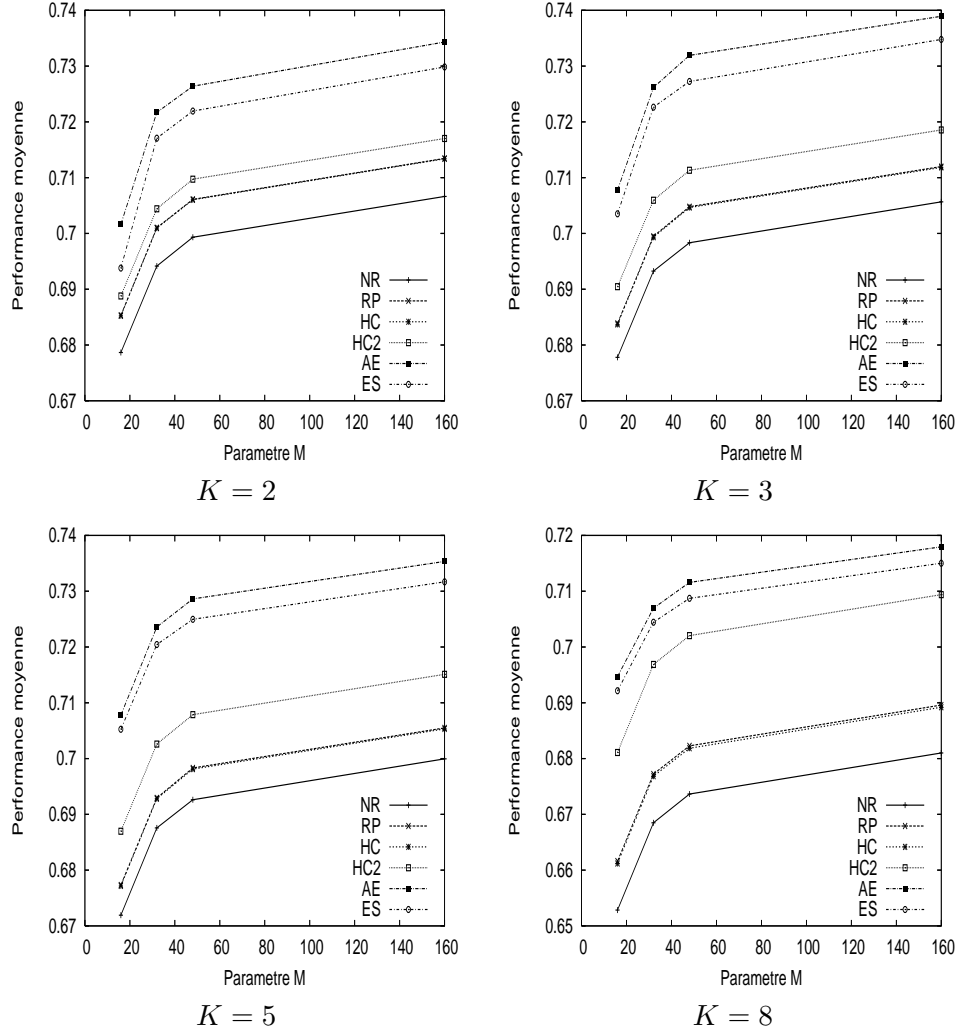 0.74
0.73
0.72
0.71
0.7
0.69
0.68
0.67
0 20 40 60 80 100 120 140 160
Performance moyenne
Parametre M
NR
RP
HC
HC2
AE
ES
K = 2
0.74
0.73
0.72
0.71
0.7
0.69
0.68
0.67
0 20 40 60 80 100 120 140 160
Performance moyenne
Parametre M
NR
RP
HC
HC2
AE
ES
K = 3
0.74
0.73
0.72
0.71
0.7
0.69
0.68
0.67
0 20 40 60 80 100 120 140 160
Performance moyenne
Parametre M
NR
RP
HC
HC2
AE
ES
K = 5
0.72
0.71
0.7
0.69
0.68
0.67
0.66
0.65
0 20 40 60 80 100 120 140 160
Performance moyenne
Parametre M
NR
RP
HC
HC2
AE
ES
K = 8